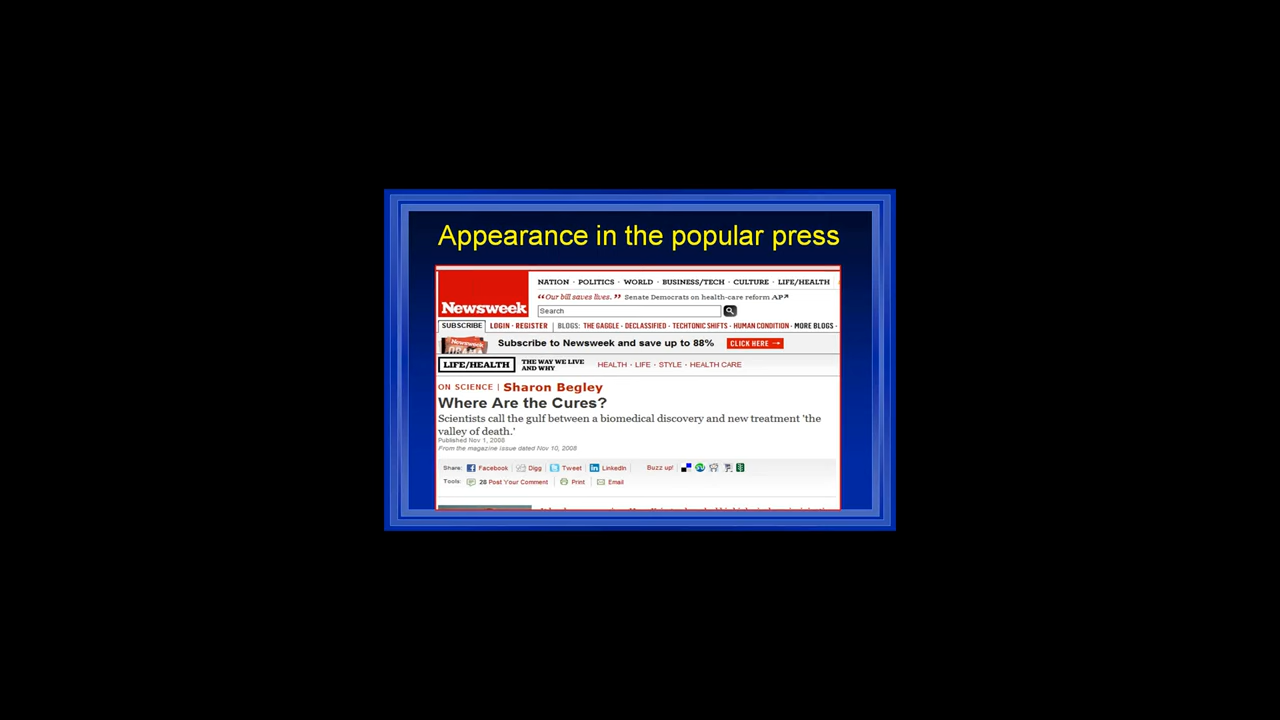 Appearance in the popular press
Newsweek
NATION · POLITICS · WORLD · BUSINESS/TECH · CULTURE · LIFE/HEALTH
“Our bill saves lives.” Senate Democrats on health-care reform AP
Search
SUBSCRIBE LOGIN · REGISTER | BLOGS: THE GAGGLE · DECLASSIFIED · TECHTONIC SHIFTS · HUMAN CONDITION · MORE BLOGS ·
Subscribe to Newsweek and save up to 88% CLICK HERE →
LIFE/HEALTH THE WAY WE LIVE AND WHY HEALTH · LIFE · STYLE · HEALTH CARE
ON SCIENCE | Sharon Begley
Where Are the Cures?
Scientists call the gulf between a biomedical discovery and new treatment 'the
valley of death.'
Published Nov 1, 2008
From the magazine issue dated Nov 10, 2008
Share: Facebook Digg Tweet LinkedIn Buzz up!
Tools: 28 Post Your Comment Print Email